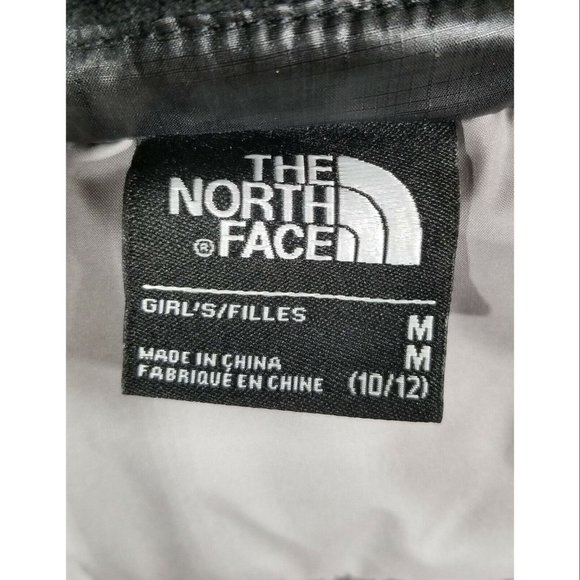 THE
NORTH
® FACE
GIRL'S/FILLES
M
M
MADE IN CHINA
FABRIQUÉ EN CHINE (10/12)